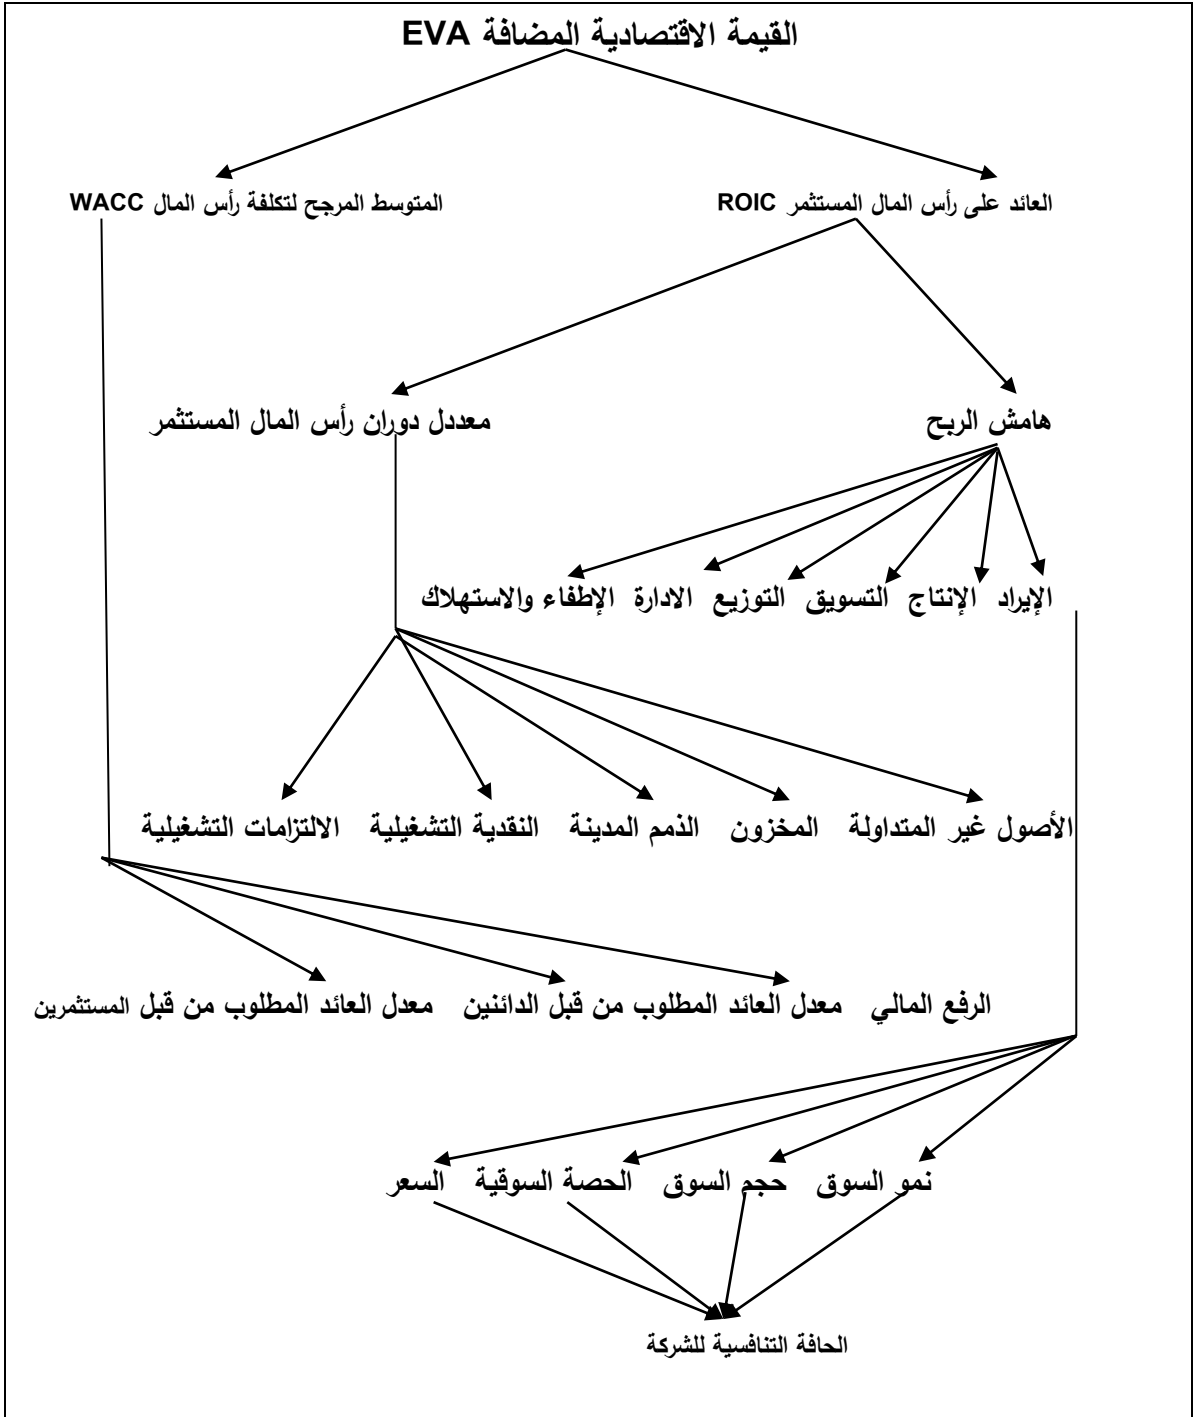 القيمة الاقتصادية المضافة EVA
العائد على رأس المال المستثمر ROIC
المتوسط المرجح لتكلفة رأس المال WACC
هامش الربح
معددل دوران رأس المال المستثمر
الإيراد الإنتاج التسويق التوزيع الادارة الإطفاء والاستهلاك
الأصول غير المتداولة المخزون الذمم المدينة النقدية التشغيلية الالتزامات التشغيلية
الرفع المالي معدل العائد المطلوب من قبل الدائنين معدل العائد المطلوب من قبل المستثمرين
نمو السوق حجم السوق الحصة السوقية السعر
الحافة التنافسية للشركة